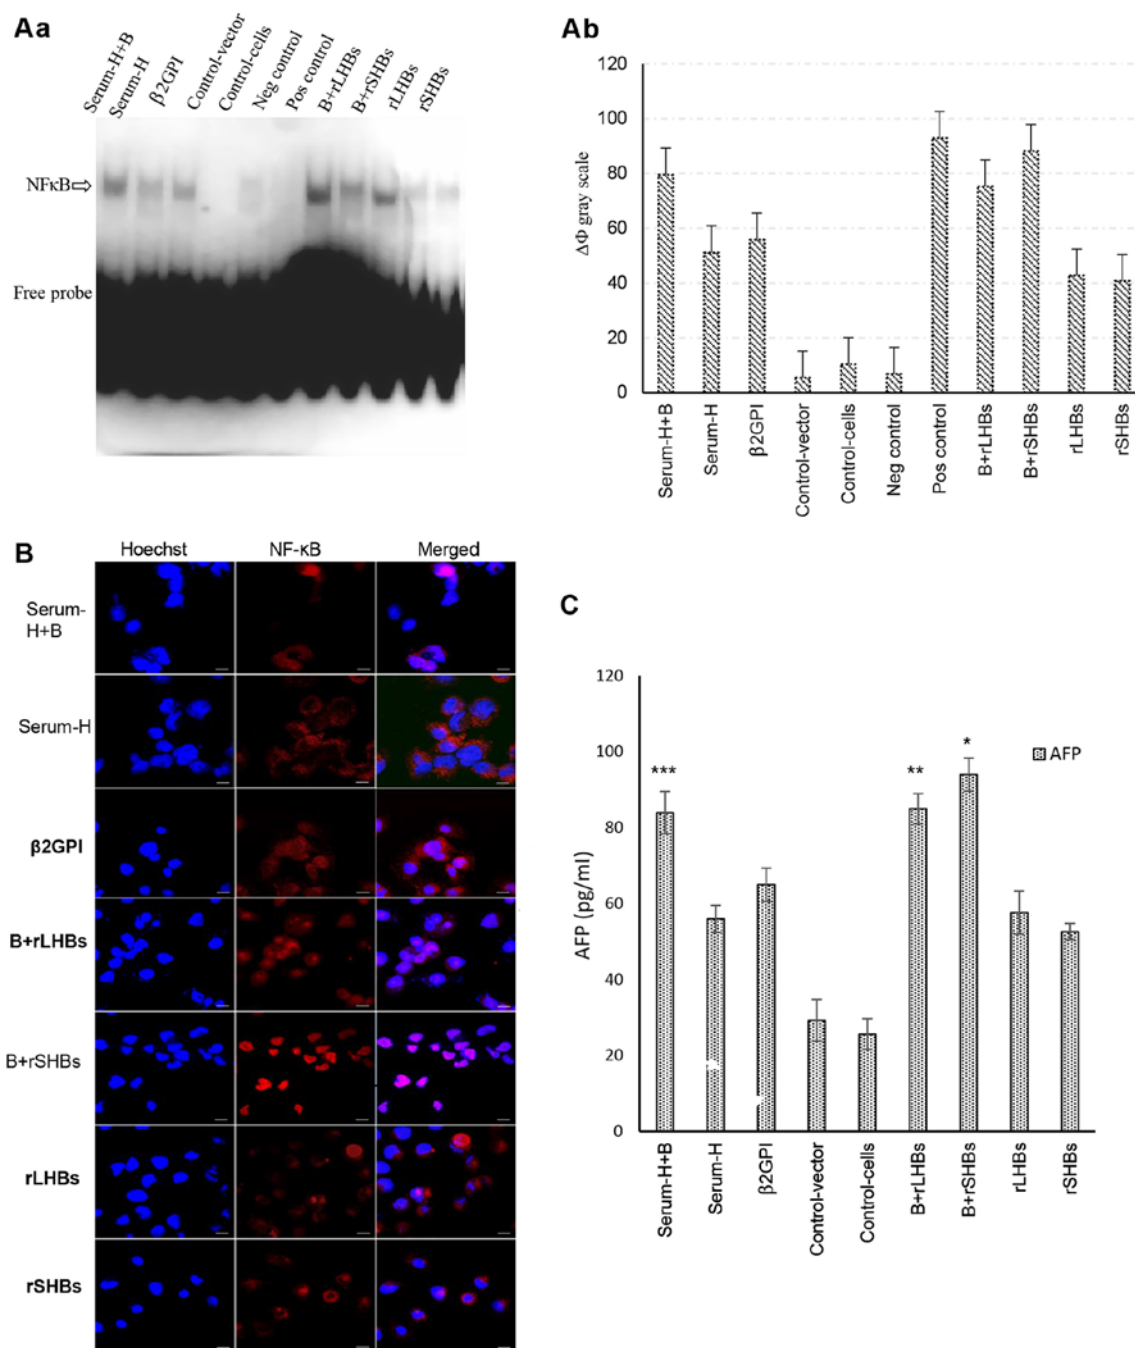 Aa
Serum-H+B
Serum-H
β2GPI
Control-vector
Control-cells
Neg control
Pos control
B+rLHBs
B+rSHBs
rLHBs
rSHBs
NFκB
Free probe
Ab
ΔΦ gray scale
120
100
80
60
40
20
0
Serum-H+B
Serum-H
β2GPI
Control-vector
Control-cells
Neg control
Pos control
B+rLHBs
B+rSHBs
rLHBs
rSHBs
B
Hoechst NF-κB Merged
Serum-
H+B
Serum-H
β2GPI
B+rLHBs
B+rSHBs
rLHBs
rSHBs
C
AFP (pg/ml)
120
100
80
60
40
20
0
***
**
*
AFP
Serum-H+B
Serum-H
β2GPI
Control-vector
Control-cells
B+rLHBs
B+rSHBs
rLHBs
rSHBs